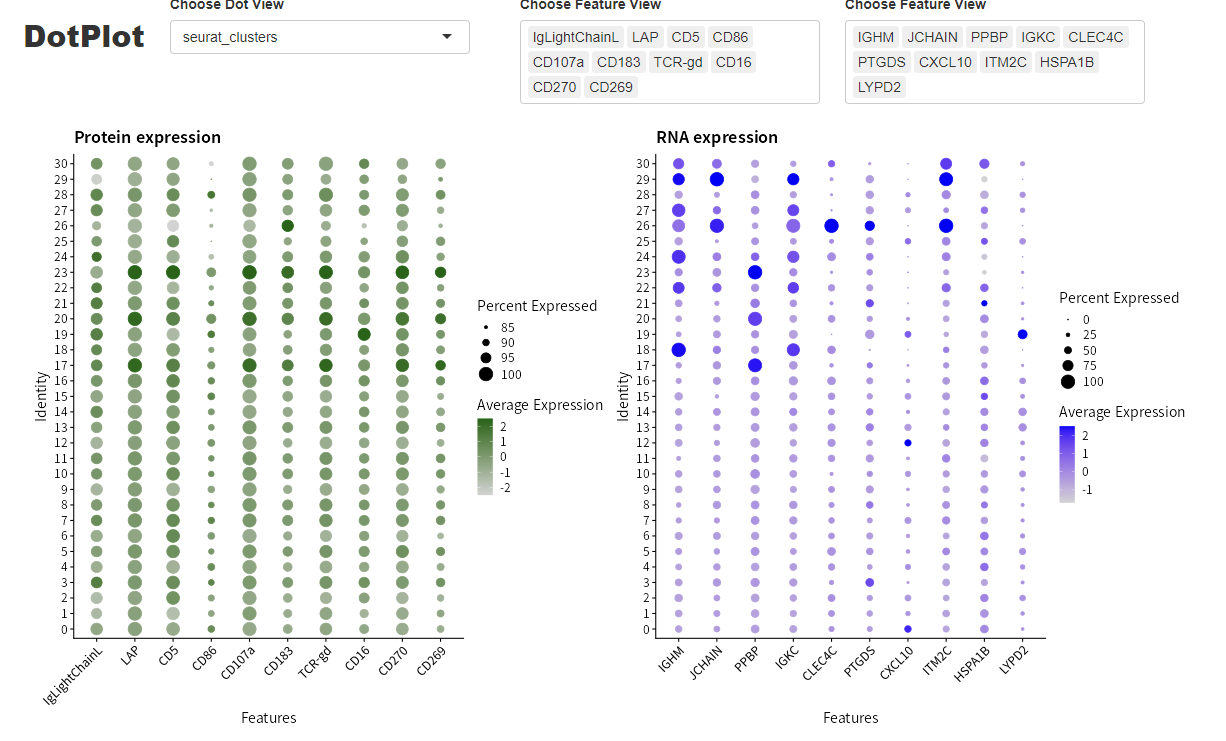 Choose Dot View
Choose Feature View
Choose Feature View
DotPlot
seurat_clusters
IgLightChainL LAP CD5 CD86
CD107a CD183 TCR-gd CD16
CD270 CD269
IGHM JCHAIN PPBP IGKC CLEC4C
PTGDS CXCL10 ITM2C HSPA1B
LYPD2
Protein expression
30
29
28
27
26
25
24
23
22
21
20
19
18
17
16
15
14
13
12
11
10
9
8
7
6
5
4
3
2
1
0
Identity
IgLightChainL
LAP
CD5
CD86
CD107a
CD183
TCR-gd
CD16
CD270
CD269
Features
Percent Expressed
85
90
95
100
Average Expression
2
1
0
-1
-2
RNA expression
30
29
28
27
26
25
24
23
22
21
20
19
18
17
16
15
14
13
12
11
10
9
8
7
6
5
4
3
2
1
0
Identity
IGHM
JCHAIN
PPBP
IGKC
CLEC4C
PTGDS
CXCL10
ITM2C
HSPA1B
LYPD2
Features
Percent Expressed
0
25
50
75
100
Average Expression
2
1
0
-1